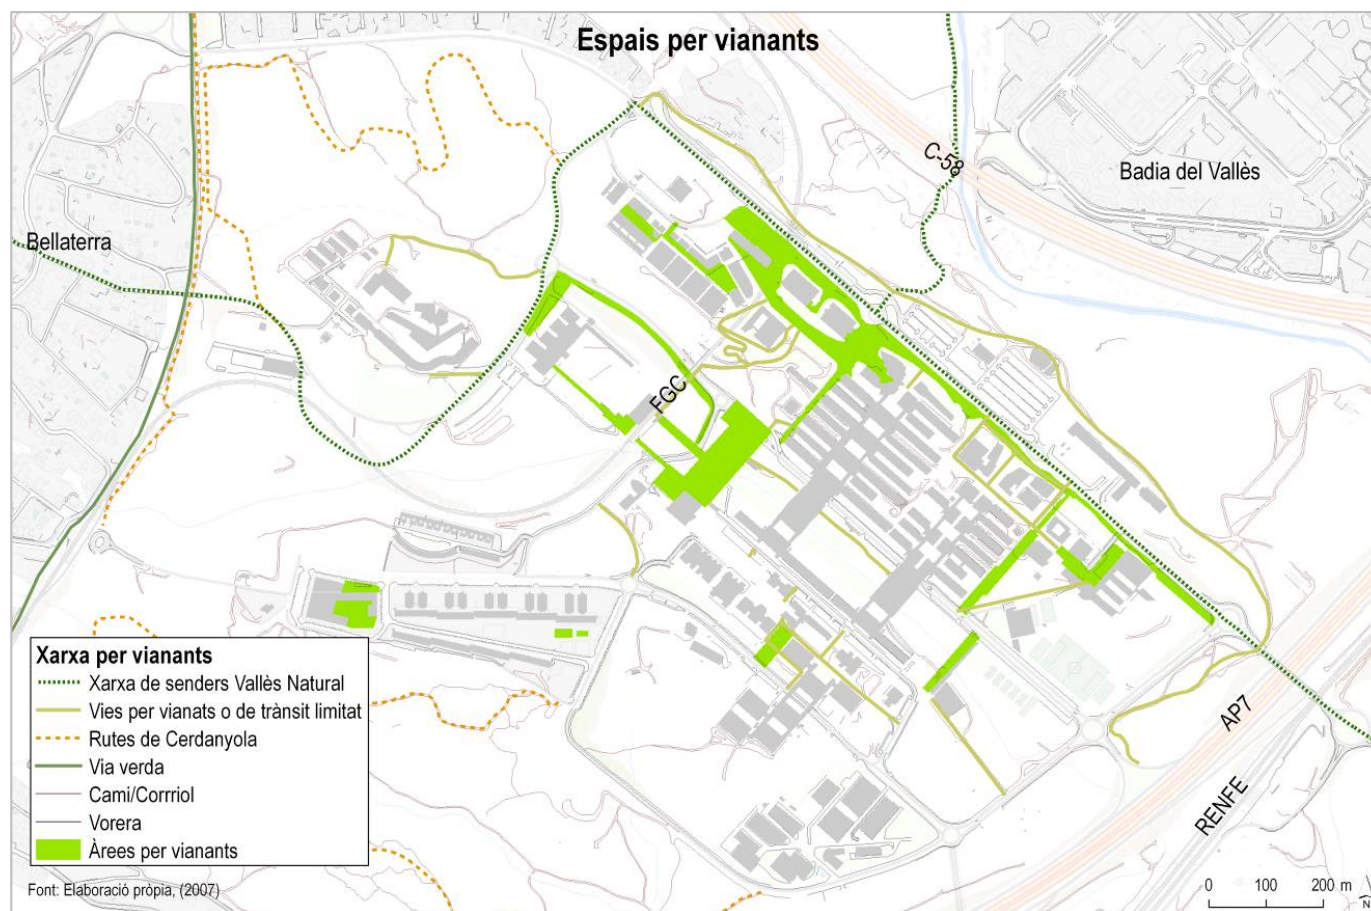 Espais per vianants
C-58
Badia del Vallès
Bellaterra
FGC
AP7
RENFE
Xarxa per vianants
Xarxa de senders Vallès Natural
Vies per vianats o de trànsit limitat
Rutes de Cerdanyola
Via verda
Cami/Corrriol
Vorera
Àrees per vianants
Font: Elaboració pròpia, (2007)
0 100 200 m
N